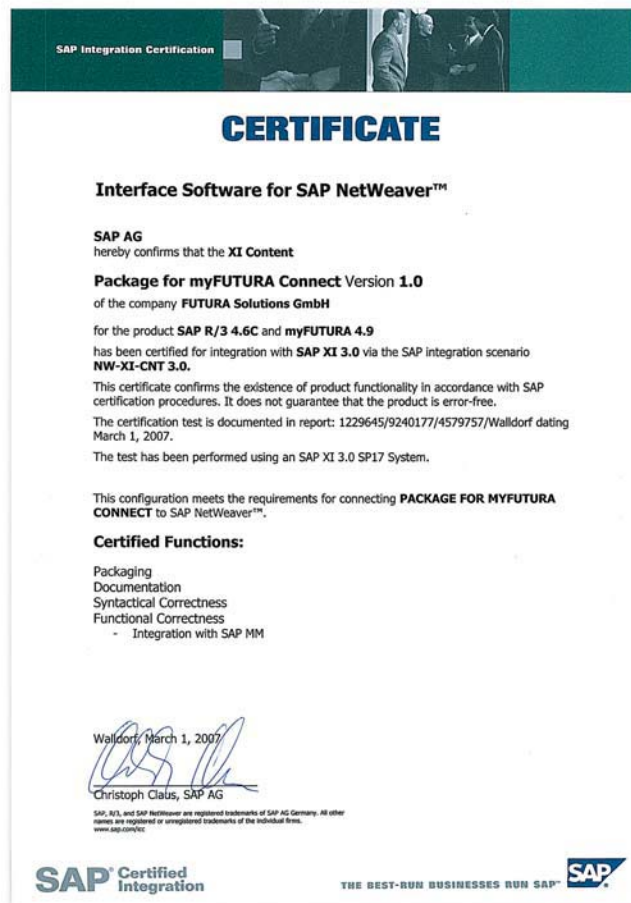 SAP Integration Certification
CERTIFICATE
Interface Software for SAP NetWeaver™
SAP AG
hereby confirms that the XI Content
Package for myFUTURA Connect Version 1.0
of the company FUTURA Solutions GmbH
for the product SAP R/3 4.6C and myFUTURA 4.9
has been certified for integration with SAP XI 3.0 via the SAP integration scenario
NW-XI-CNT 3.0.
This certificate confirms the existence of product functionality in accordance with SAP
certification procedures. It does not guarantee that the product is error-free.
The certification test is documented in report: 1229645/9240177/4579757/Walldorf dating
March 1, 2007.
The test has been performed using an SAP XI 3.0 SP17 System.
This configuration meets the requirements for connecting PACKAGE FOR MYFUTURA
CONNECT to SAP NetWeaver™.
Certified Functions:
Packaging
Documentation
Syntactical Correctness
Functional Correctness
- Integration with SAP MM
Walldorf, March 1, 2007
Christoph Claus, SAP AG
SAP, R/3, and SAP NetWeaver are registered trademarks of SAP AG Germany. All other
names are registered or unregistered trademarks of the individual firms.
www.sap.com/icc
SAP® Certified
Integration
THE BEST-RUN BUSINESSES RUN SAP™
SAP